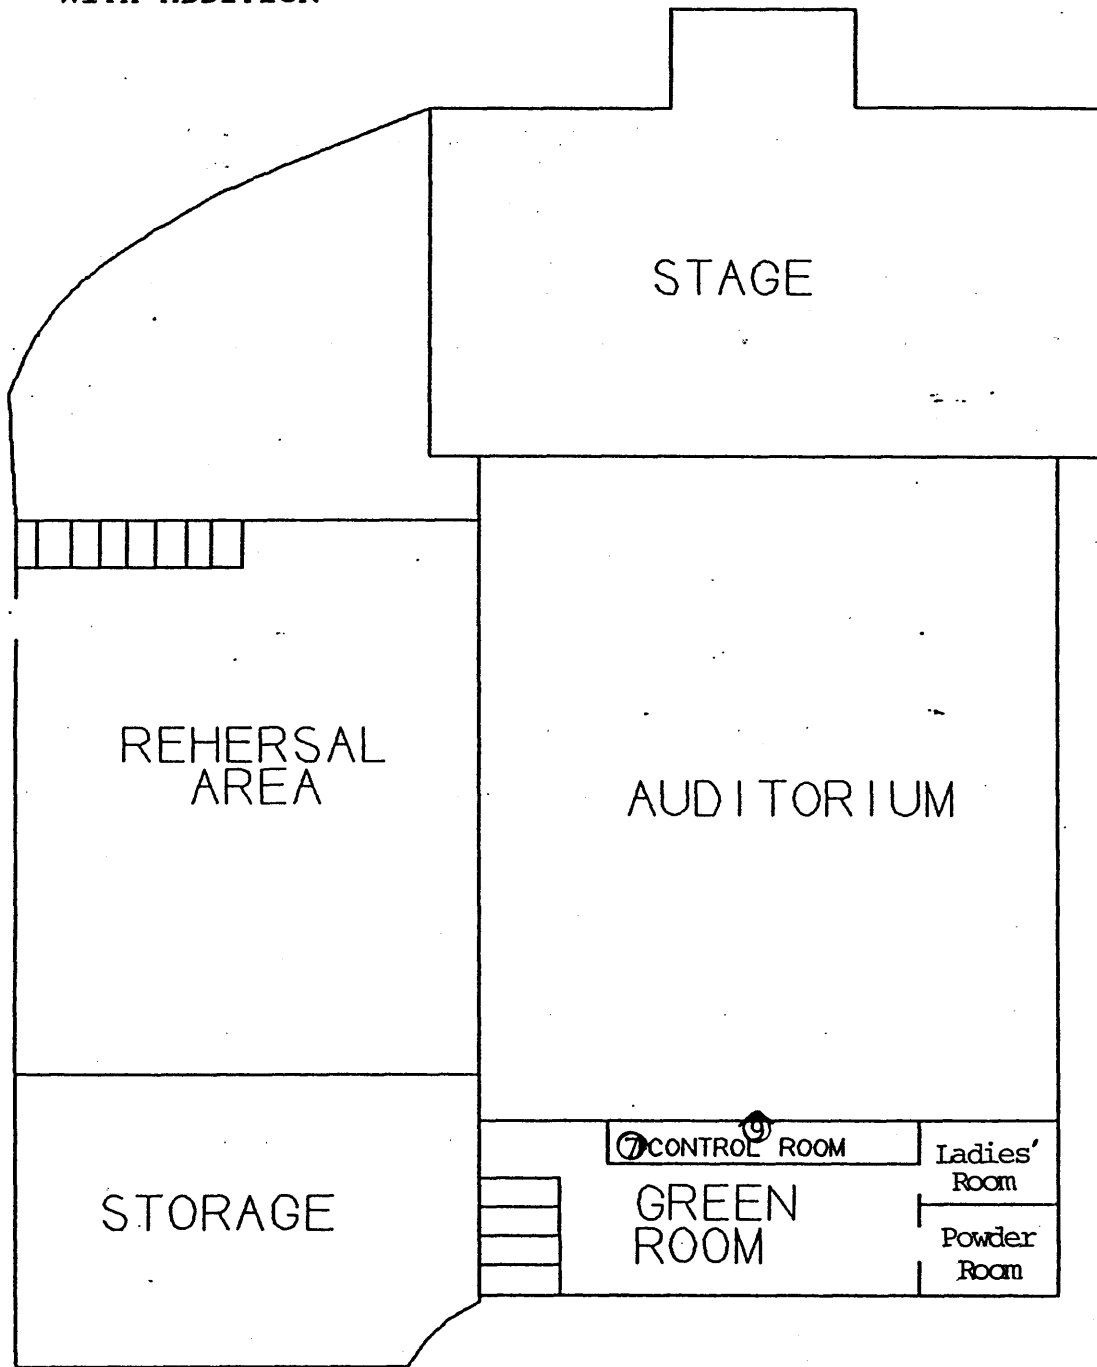 WITH ADDITION
STAGE
REHERSAL
AREA
AUDITORIUM
9
7 CONTROL ROOM
Ladies'
Room
STORAGE
GREEN
ROOM
Powder
Room